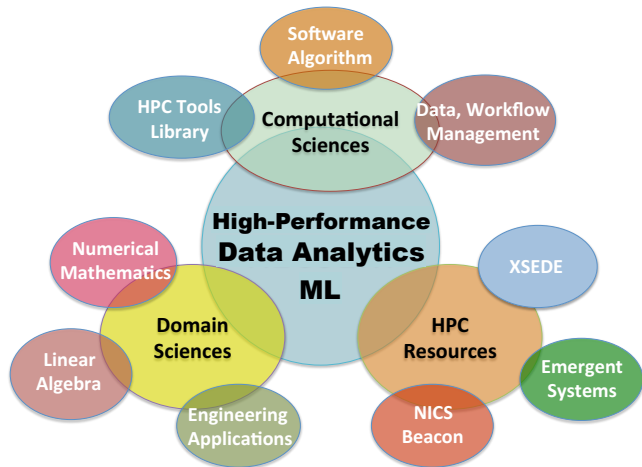 Software
Algorithm
HPC Tools
Library
Computational
Sciences
Data, Workflow
Management
High-Performance
Data Analytics
ML
Numerical
Mathematics
Domain
Sciences
Linear
Algebra
Engineering
Applications
XSEDE
HPC
Resources
Emergent
Systems
NICS
Beacon